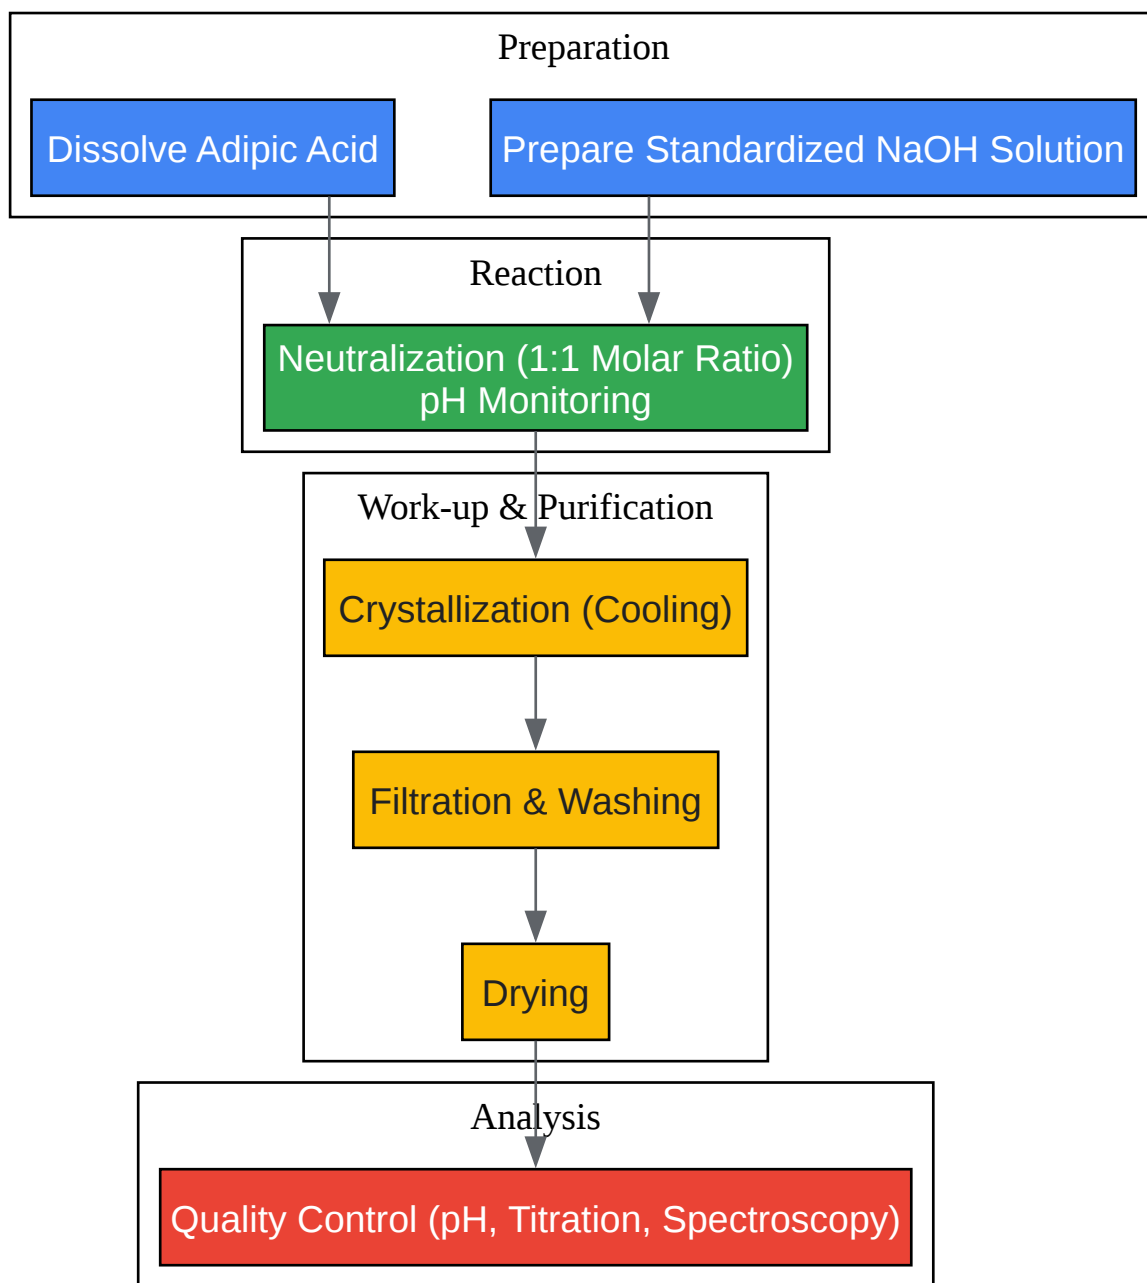 Preparation
Dissolve Adipic Acid
Prepare Standardized NaOH Solution
Reaction
Neutralization (1:1 Molar Ratio)
pH Monitoring
Work-up & Purification
Crystallization (Cooling)
Filtration & Washing
Drying
Analysis
Quality Control (pH, Titration, Spectroscopy)